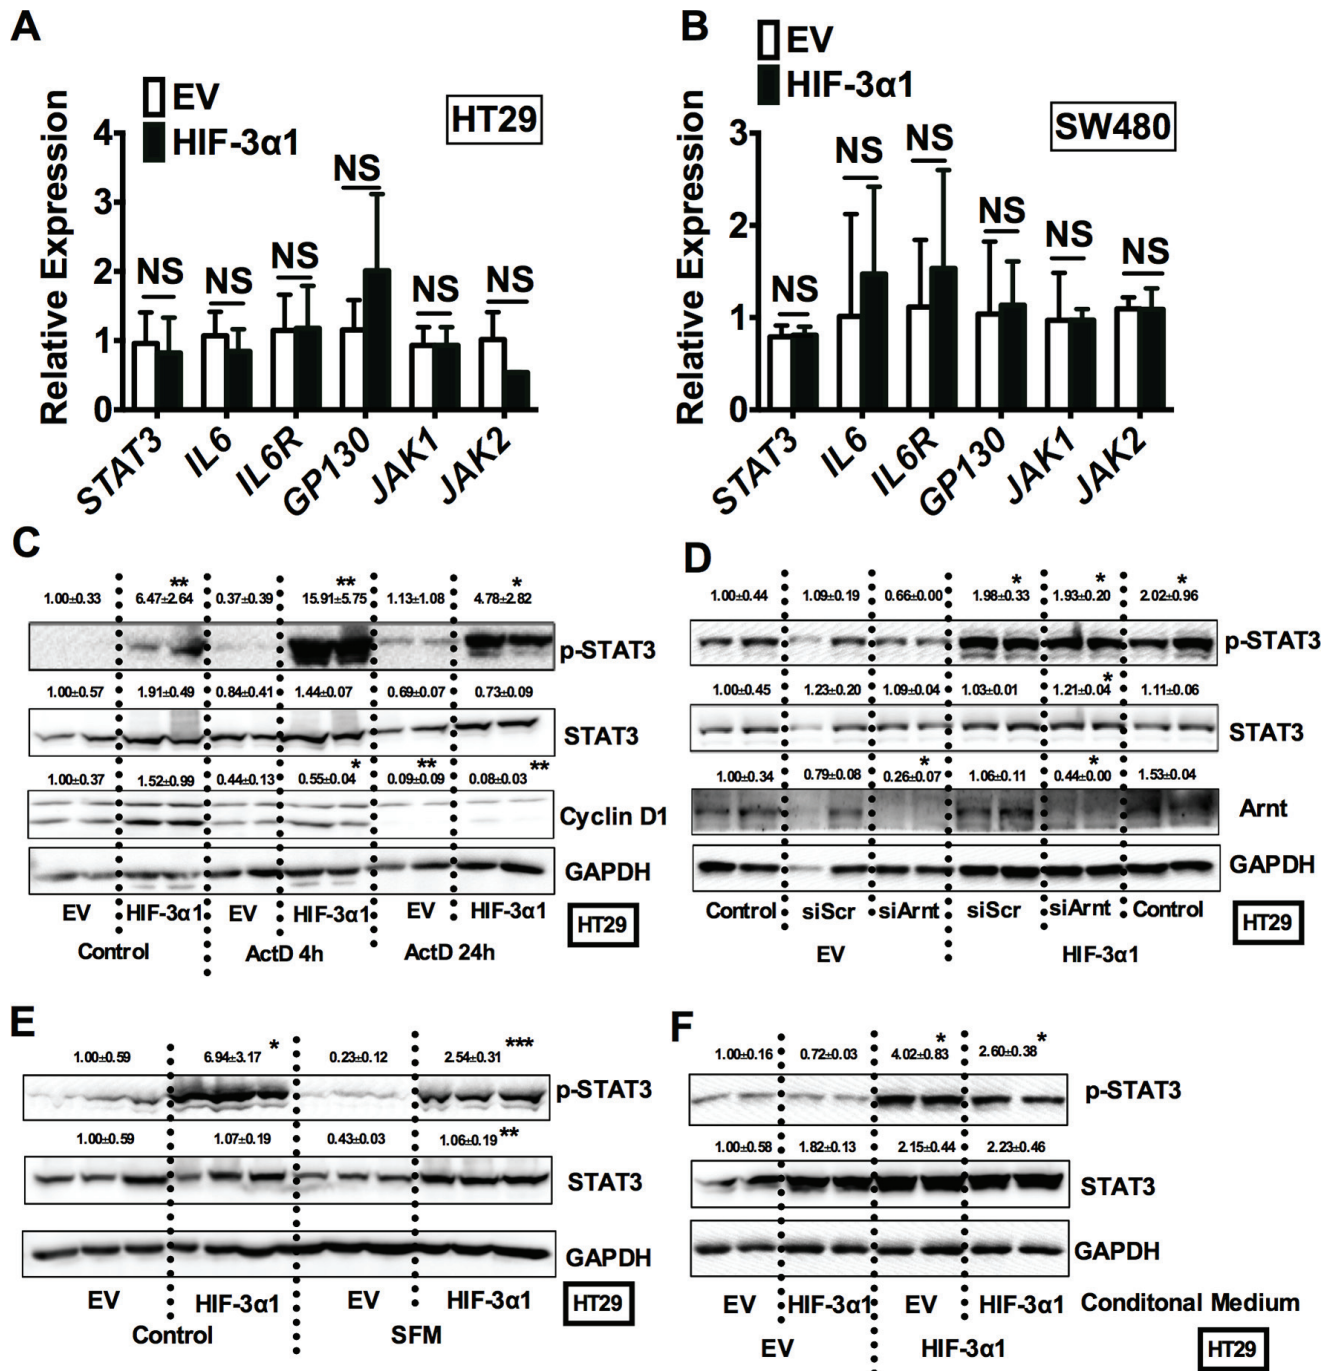 A
EV
HIF-3α1
HT29
Relative Expression
4
3
2
1
0
NS
NS
NS
NS
NS
NS
STAT3
IL6
IL6R
GP130
JAK1
JAK2
B
EV
HIF-3α1
SW480
Relative Expression
3
2
1
0
NS
NS
NS
NS
NS
NS
STAT3
IL6
IL6R
GP130
JAK1
JAK2
C
** ** *
1.00±0.33 6.47±2.64 0.37±0.39 15.91±5.75 1.13±1.08 4.78±2.82
p-STAT3
1.00±0.57 1.91±0.49 0.84±0.41 1.44±0.07 0.69±0.07 0.73±0.09
STAT3
* ** **
1.00±0.37 1.52±0.99 0.44±0.13 0.55±0.04 0.09±0.09 0.08±0.03
Cyclin D1
GAPDH
EV HIF-3α1 EV HIF-3α1 EV HIF-3α1
Control ActD 4h ActD 24h
HT29
D
* * *
1.00±0.44 1.09±0.19 0.66±0.00 1.98±0.33 1.93±0.20 2.02±0.96
p-STAT3
*
1.00±0.45 1.23±0.20 1.09±0.04 1.03±0.01 1.21±0.04 1.11±0.06
STAT3
* *
1.00±0.34 0.79±0.08 0.26±0.07 1.06±0.11 0.44±0.00 1.53±0.04
Arnt
GAPDH
Control siScr siArnt siScr siArnt Control
EV HIF-3α1
HT29
E
* ***
1.00±0.59 6.94±3.17 0.23±0.12 2.54±0.31
p-STAT3
1.00±0.59 1.07±0.19 0.43±0.03 1.06±0.19 **
STAT3
GAPDH
EV HIF-3α1 EV HIF-3α1
Control SFM
HT29
F
* *
1.00±0.16 0.72±0.03 4.02±0.83 2.60±0.38
p-STAT3
1.00±0.58 1.82±0.13 2.15±0.44 2.23±0.46
STAT3
GAPDH
EV HIF-3α1 EV HIF-3α1 Conditonal Medium
EV HIF-3α1
HT29